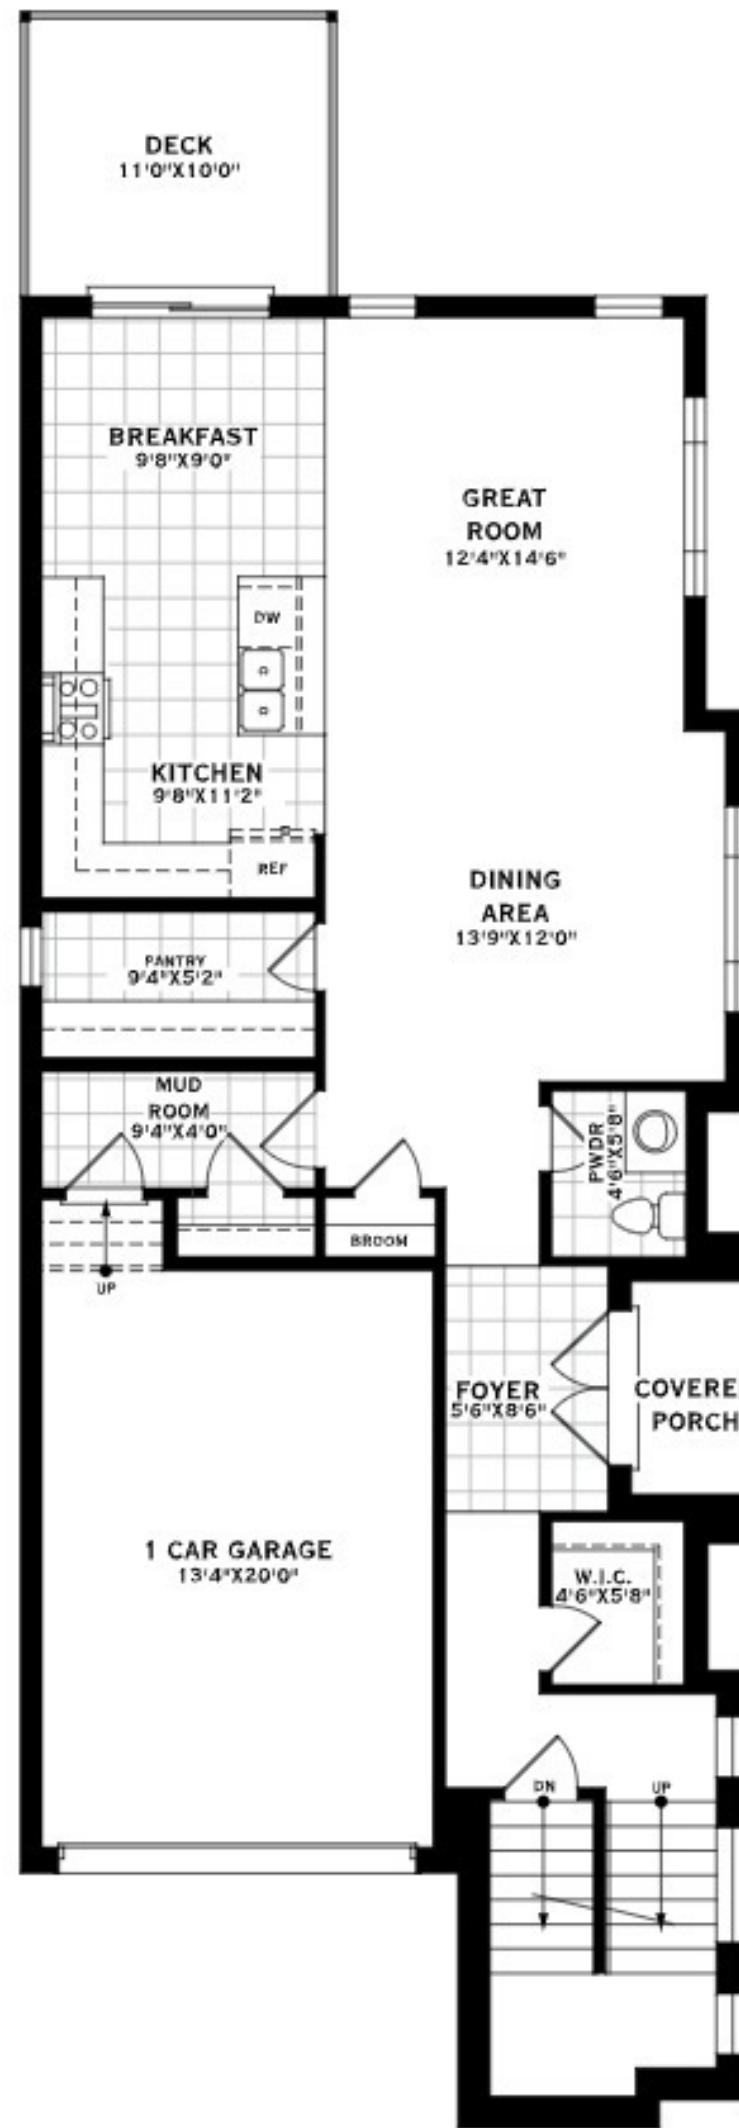 DECK
11'0"X10'0"
BREAKFAST
9'8"X9'0"
GREAT
ROOM
12'4"X14'6"
DW
KITCHEN
9'8"X11'2"
REF
DINING
AREA
13'9"X12'0"
PANTRY
9'4"X5'2"
MUD
ROOM
9'4"X4'0"
PWDR
4'6"X5'8"
BROOM
UP
FOYER
5'6"X8'6"
COVERE
PORCH
1 CAR GARAGE
13'4"X20'0"
W.I.C.
4'6"X5'8"
DN
UP